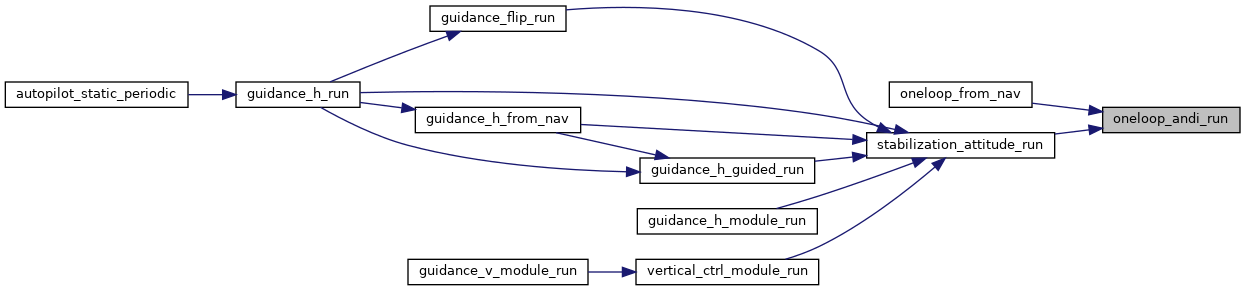 guidance_flip_run
autopilot_static_periodic
guidance_h_run
oneloop_from_nav
guidance_h_from_nav
oneloop_andi_run
stabilization_attitude_run
guidance_h_guided_run
guidance_h_module_run
guidance_v_module_run
vertical_ctrl_module_run